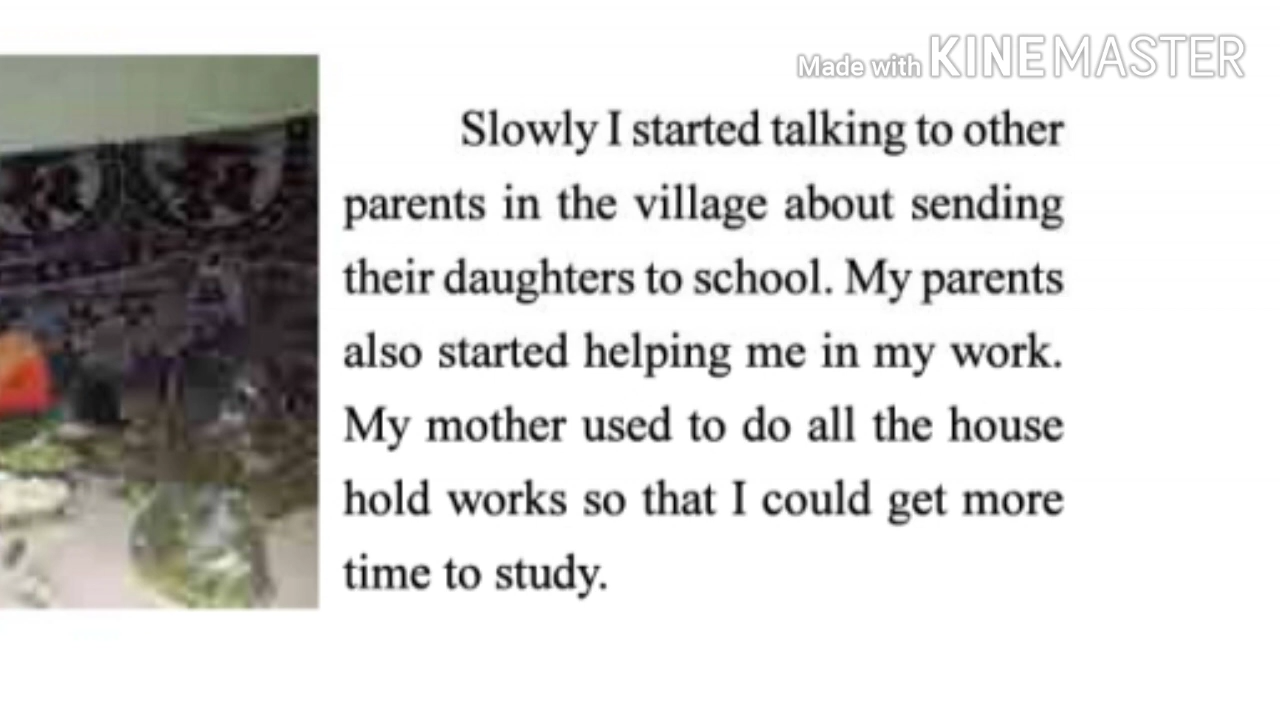 Made with KINEMASTER
Slowly I started talking to other
parents in the village about sending
their daughters to school. My parents
also started helping me in my work.
My mother used to do all the house
hold works so that I could get more
time to study.